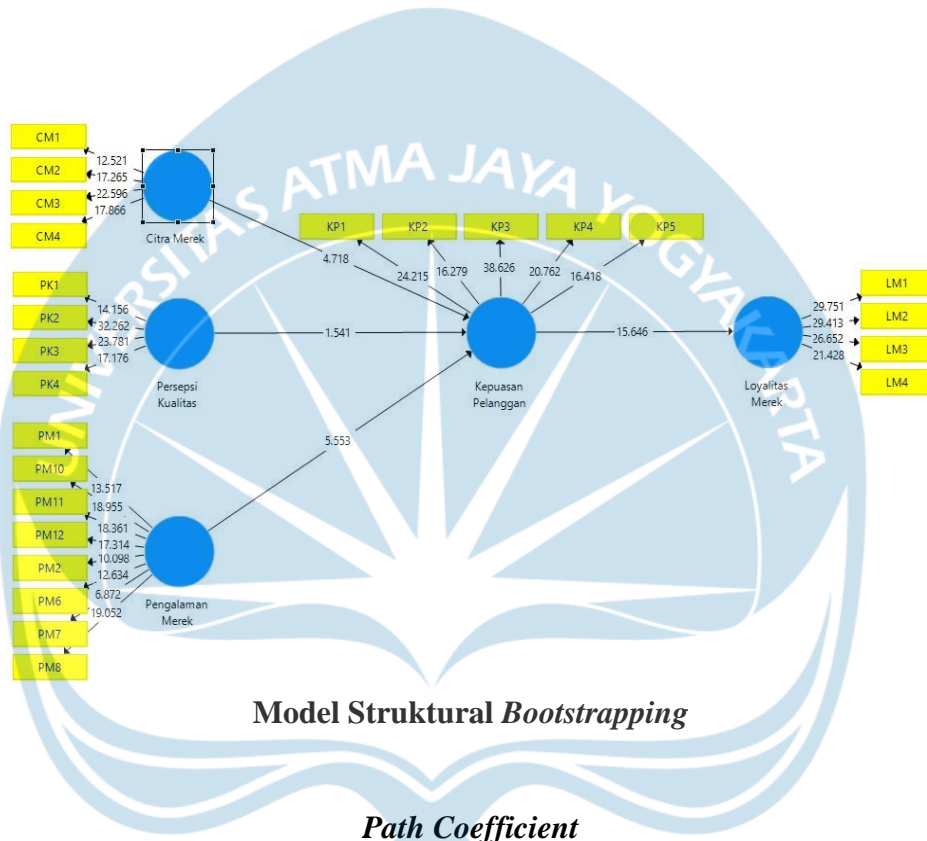 UNIVERSITAS ATMA JAYA YOGYAKARTA
CM1
CM2
CM3
CM4
12.521
17.265
22.596
17.866
Citra Merek
4.718
KP1
KP2
KP3
KP4
KP5
24.215
16.279
38.626
20.762
16.418
PK1
PK2
PK3
PK4
14.156
32.262
23.781
17.176
Persepsi
Kualitas
1.541
Kepuasan
Pelanggan
15.646
Loyalitas
Merek
29.751
29.413
26.652
21.428
LM1
LM2
LM3
LM4
PM1
PM10
PM11
PM12
PM2
PM6
PM7
PM8
13.517
18.955
18.361
17.314
10.098
12.634
6.872
19.052
Pengalaman
Merek
5.553
Model Struktural Bootstrapping
Path Coefficient